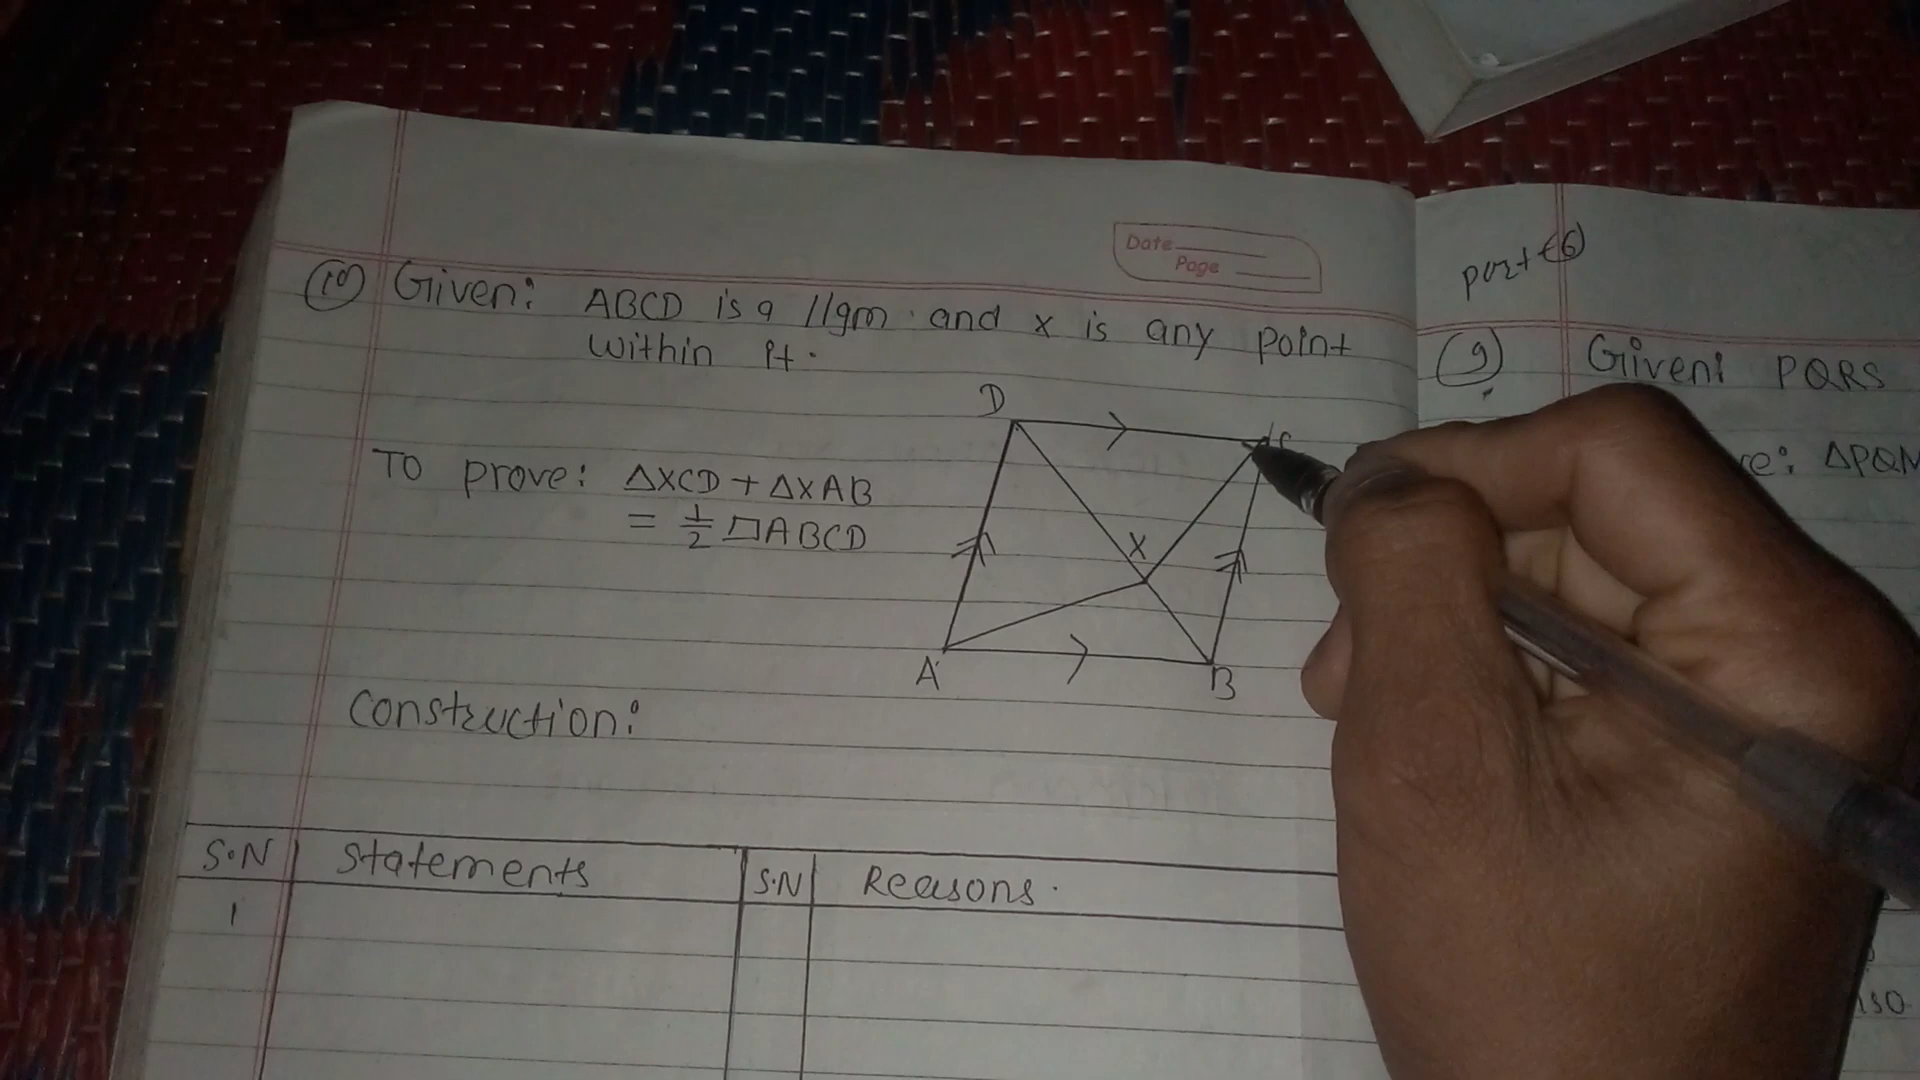 Date
Page
(10) Given: ABCD is a //gm and x is any point
within it.
To prove: ΔXCD + ΔXAB
= 1/2 ▱ABCD
D
X
A
B
Construction:
S.N Statements S.N Reasons.
1
part (6)
(9) Given: PQRS
ΔPQM